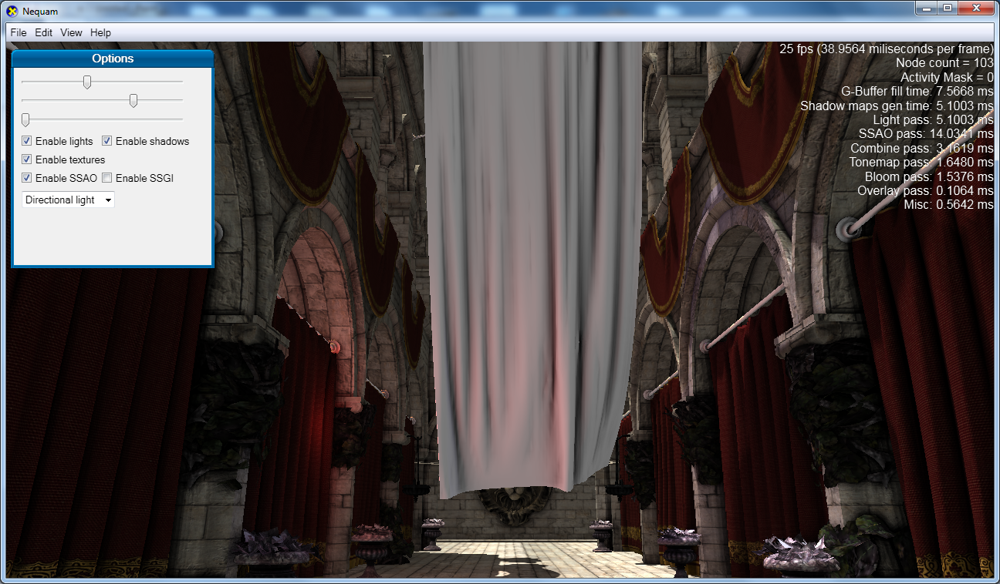 Nequam
File Edit View Help
Options
Enable lights Enable shadows
Enable textures
Enable SSAO Enable SSGI
Directional light
25 fps (38.9564 miliseconds per frame)
Node count = 103
Activity Mask = 0
G-Buffer fill time: 7.5668 ms
Shadow maps gen time: 5.1003 ms
Light pass: 5.1003 ms
SSAO pass: 14.0341 ms
Combine pass: 3.1619 ms
Tonemap pass: 1.6480 ms
Bloom pass: 1.5376 ms
Overlay pass: 0.1064 ms
Misc: 0.5642 ms